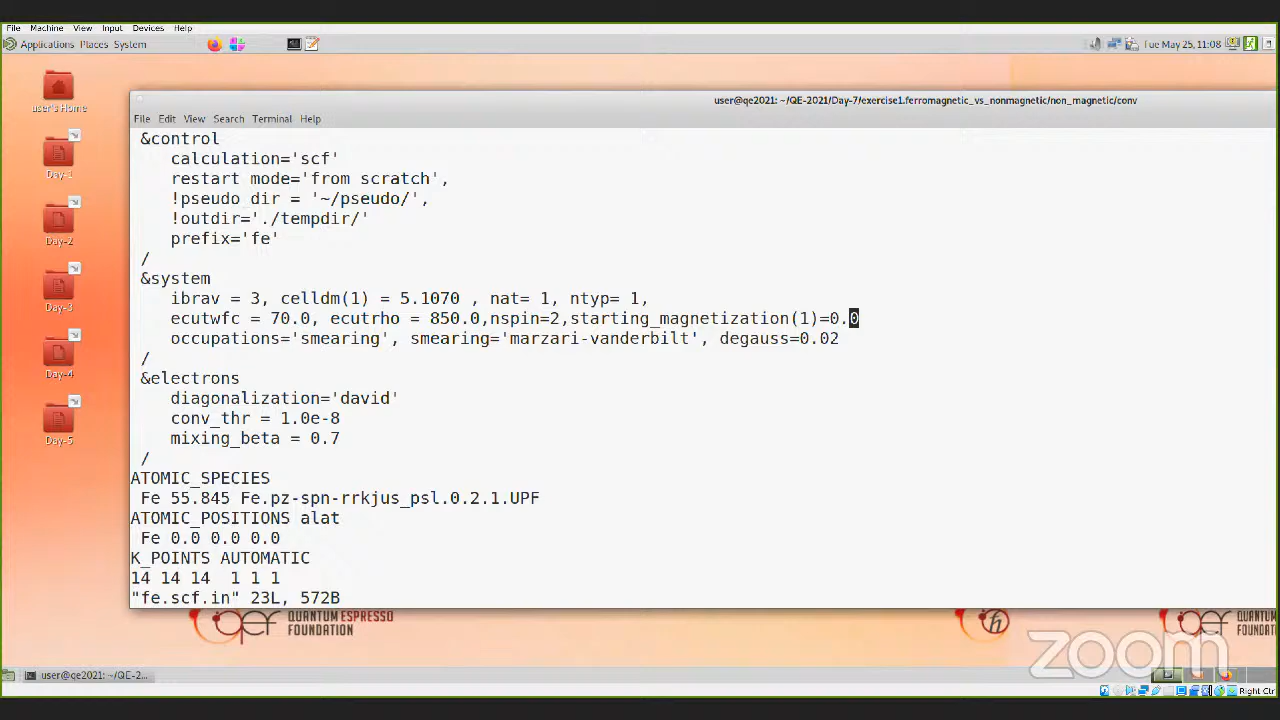 File Machine View Input Devices Help
Applications Places System
Tue May 25, 11:08
user's Home
Day-1
Day-2
Day-3
Day-4
Day-5
user@qe2021: ~/QE-2021/Day-7/exercise1.ferromagnetic_vs_nonmagnetic/non_magnetic/conv
File Edit View Search Terminal Help
&control
calculation='scf'
restart_mode='from_scratch',
!pseudo_dir = '~/pseudo/',
!outdir='./tempdir/'
prefix='fe'
/
&system
ibrav = 3, celldm(1) = 5.1070 , nat= 1, ntyp= 1,
ecutwfc = 70.0, ecutrho = 850.0,nspin=2,starting_magnetization(1)=0.0
occupations='smearing', smearing='marzari-vanderbilt', degauss=0.02
/
&electrons
diagonalization='david'
conv_thr = 1.0e-8
mixing_beta = 0.7
/
ATOMIC_SPECIES
Fe 55.845 Fe.pz-spn-rrkjus_psl.0.2.1.UPF
ATOMIC_POSITIONS alat
Fe 0.0 0.0 0.0
K_POINTS AUTOMATIC
14 14 14 1 1 1
"fe.scf.in" 23L, 572B
qef QUANTUM ESPRESSO
FOUNDATION
ħ
qef QUANTUM
FOUNDAT
zoom
user@qe2021: ~/QE-2...
Right Ctrl